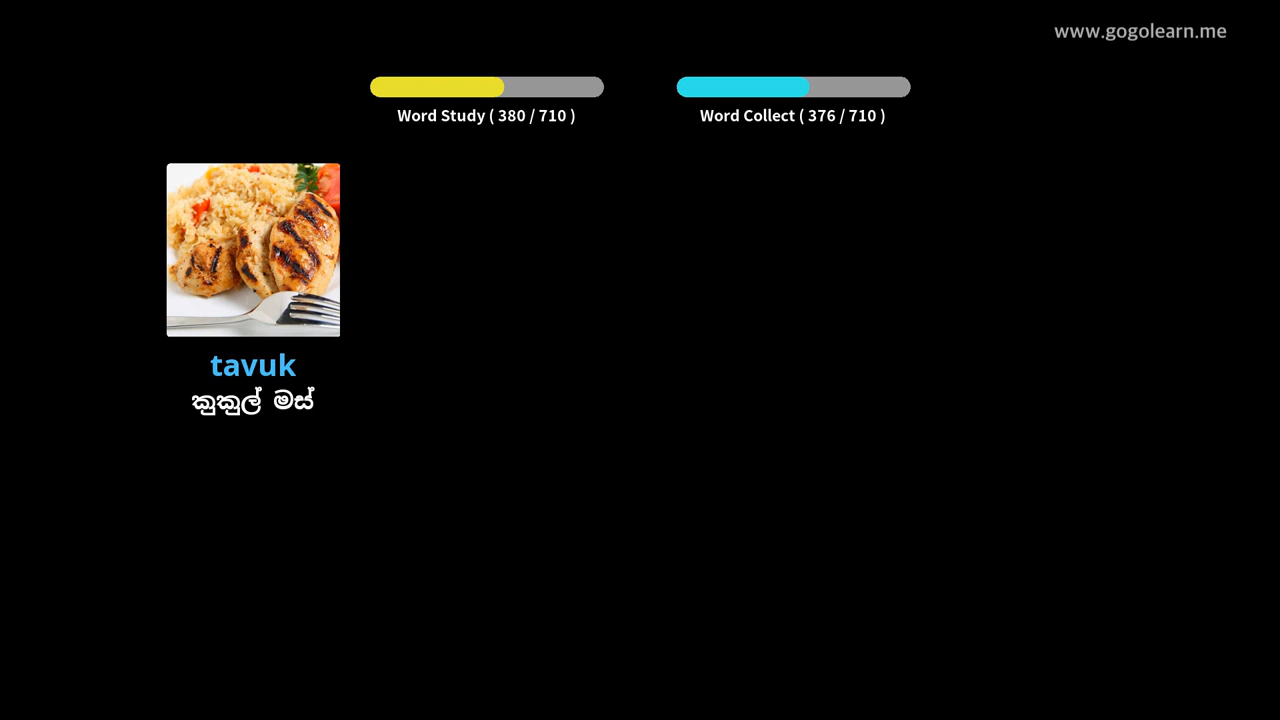 www.gogolearn.me
Word Study ( 380 / 710 )
Word Collect ( 376 / 710 )
tavuk
කුකුල් මස්